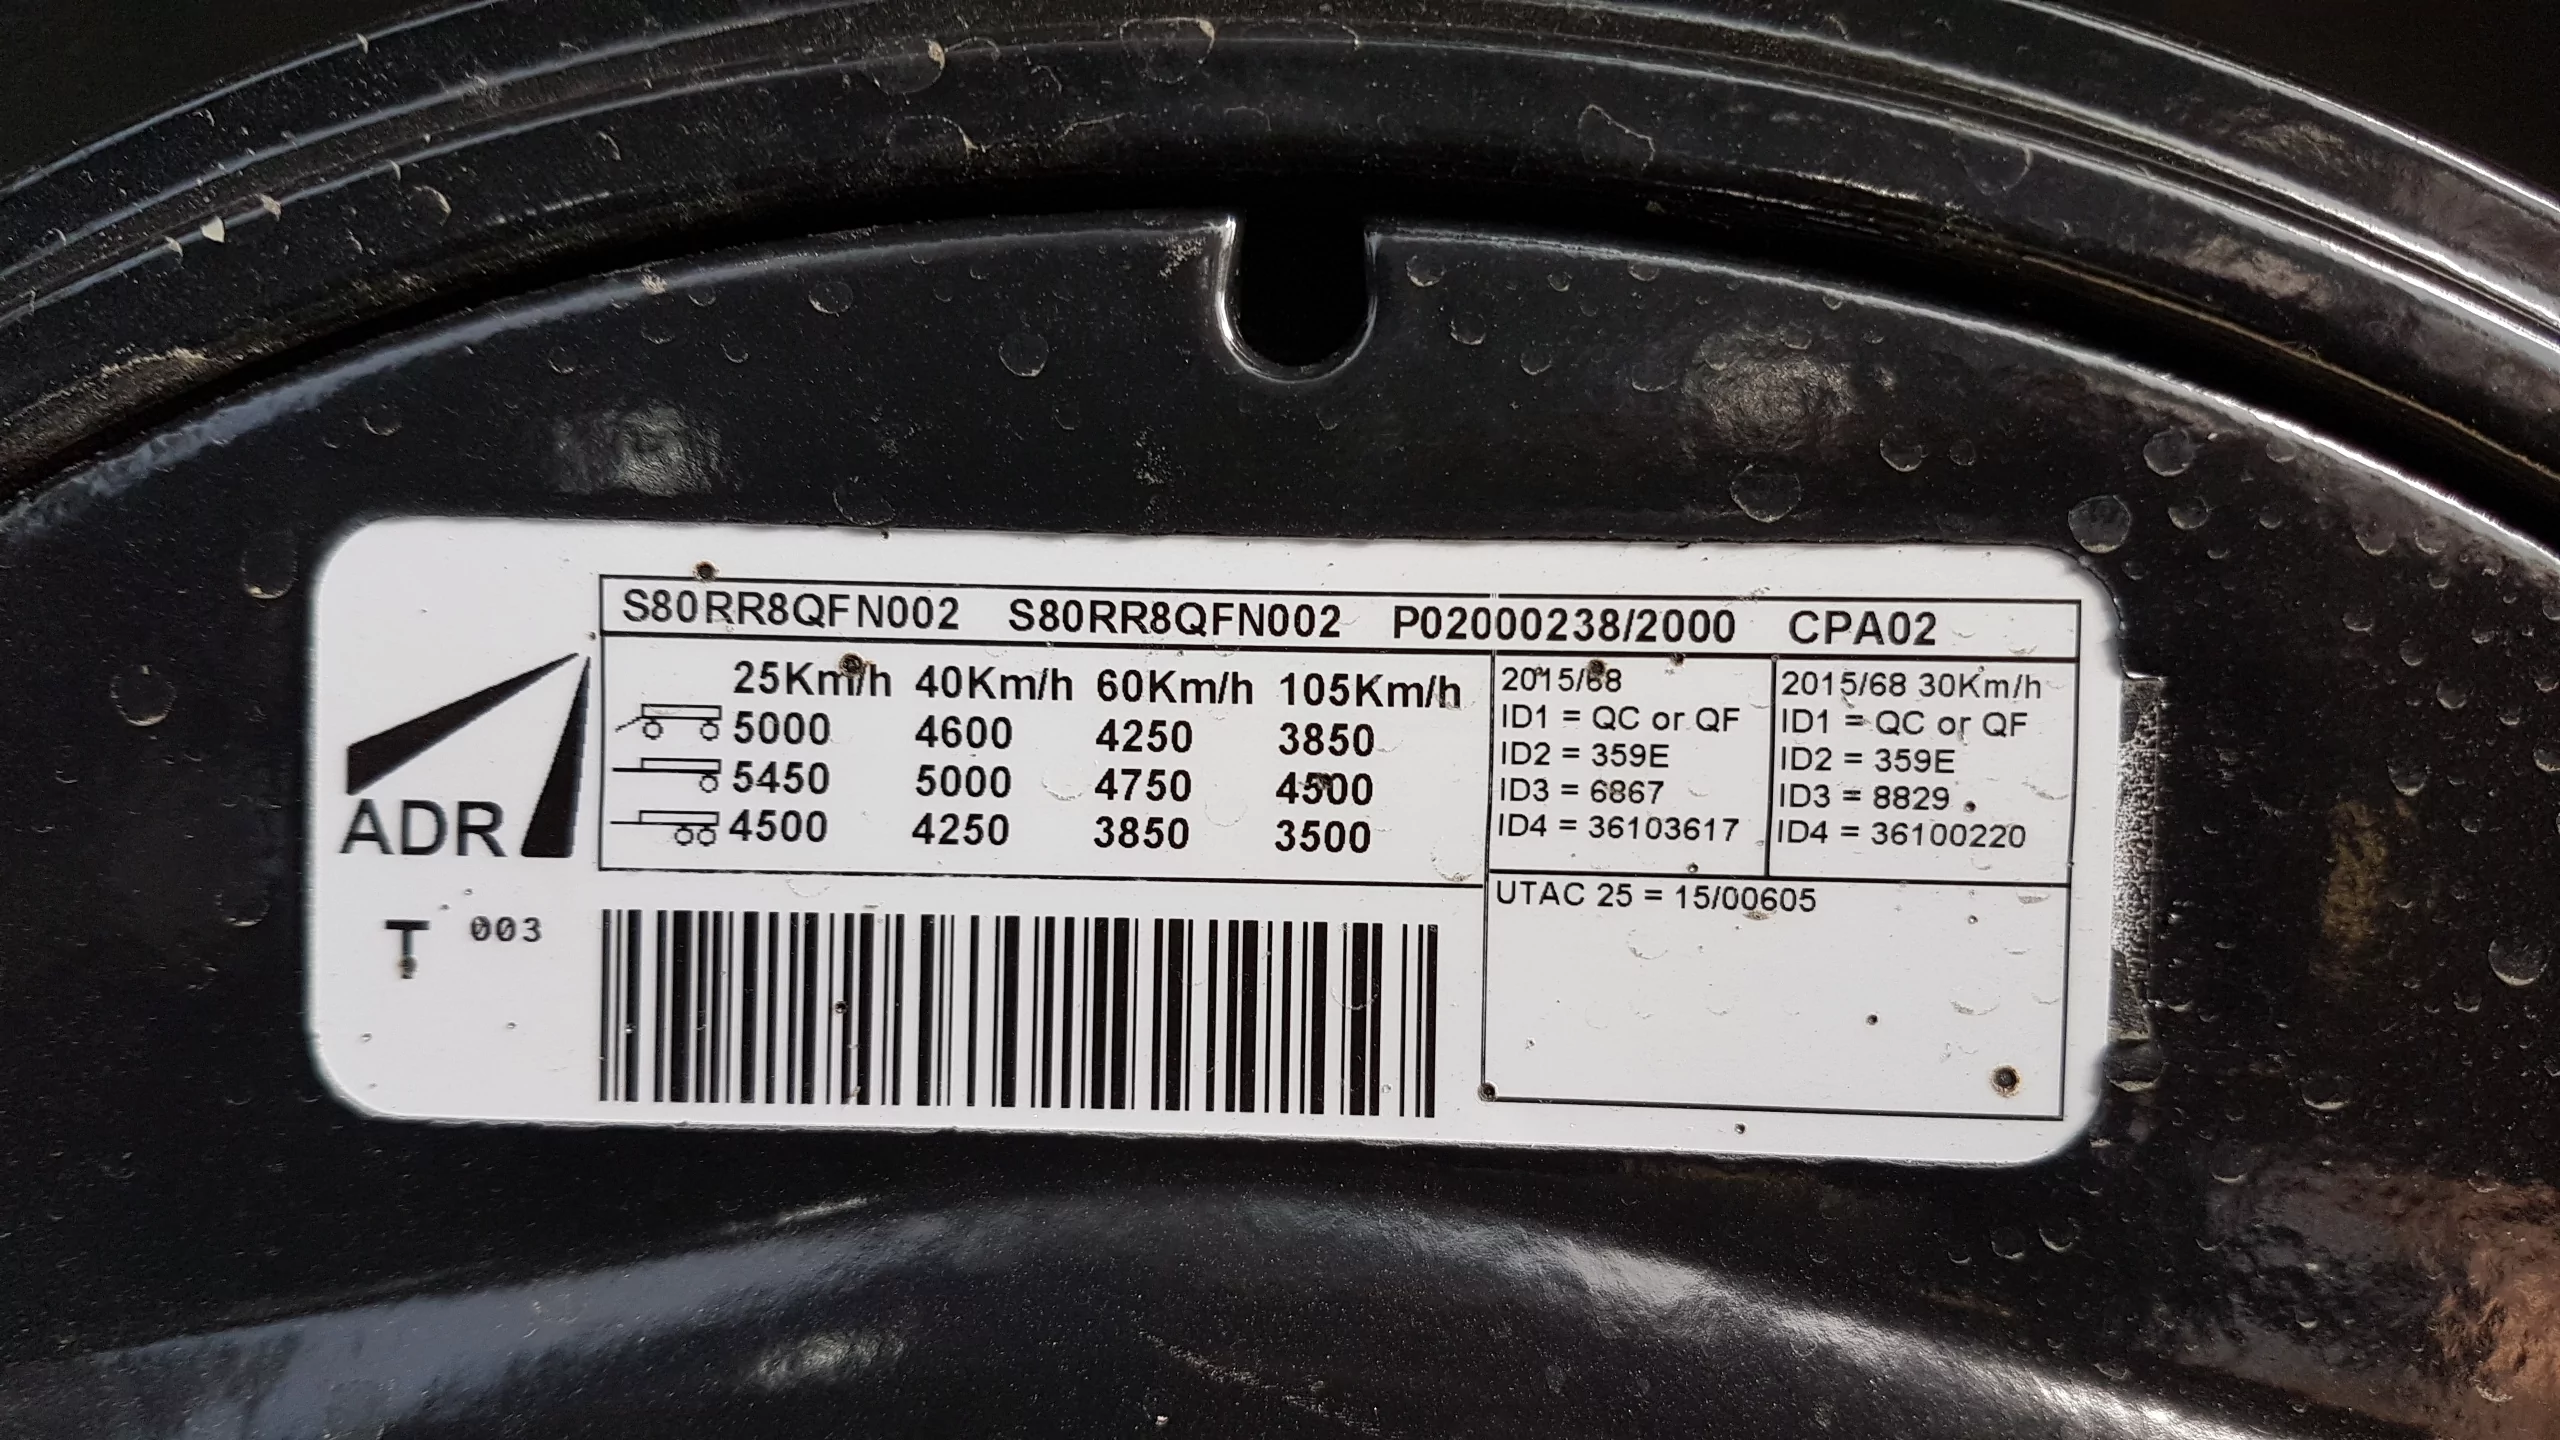 S80RR8QFN002 S80RR8QFN002 P02000238/2000 CPA02
25Km/h 40Km/h 60Km/h 105Km/h
5000 4600 4250 3850
5450 5000 4750 4500
4500 4250 3850 3500
2015/68
ID1 = QC or QF
ID2 = 359E
ID3 = 6867
ID4 = 36103617
2015/68 30Km/h
ID1 = QC or QF
ID2 = 359E
ID3 = 8829
ID4 = 36100220
UTAC 25 = 15/00605
ADR
T 003